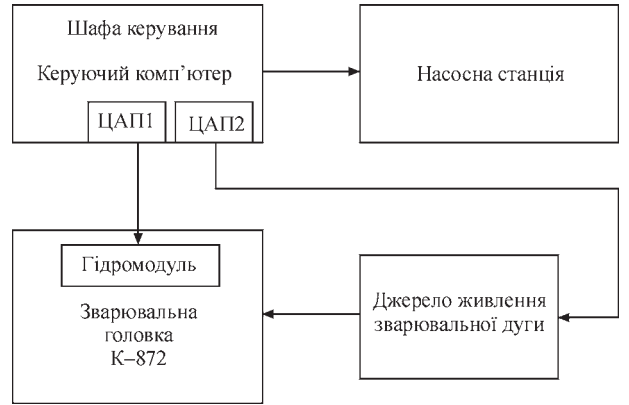 Шафа керування
Керуючий комп’ютер
ЦАП1
ЦАП2
Насосна станція
Гідромодуль
Зварювальна
головка
К–872
Джерело живлення
зварювальної дуги